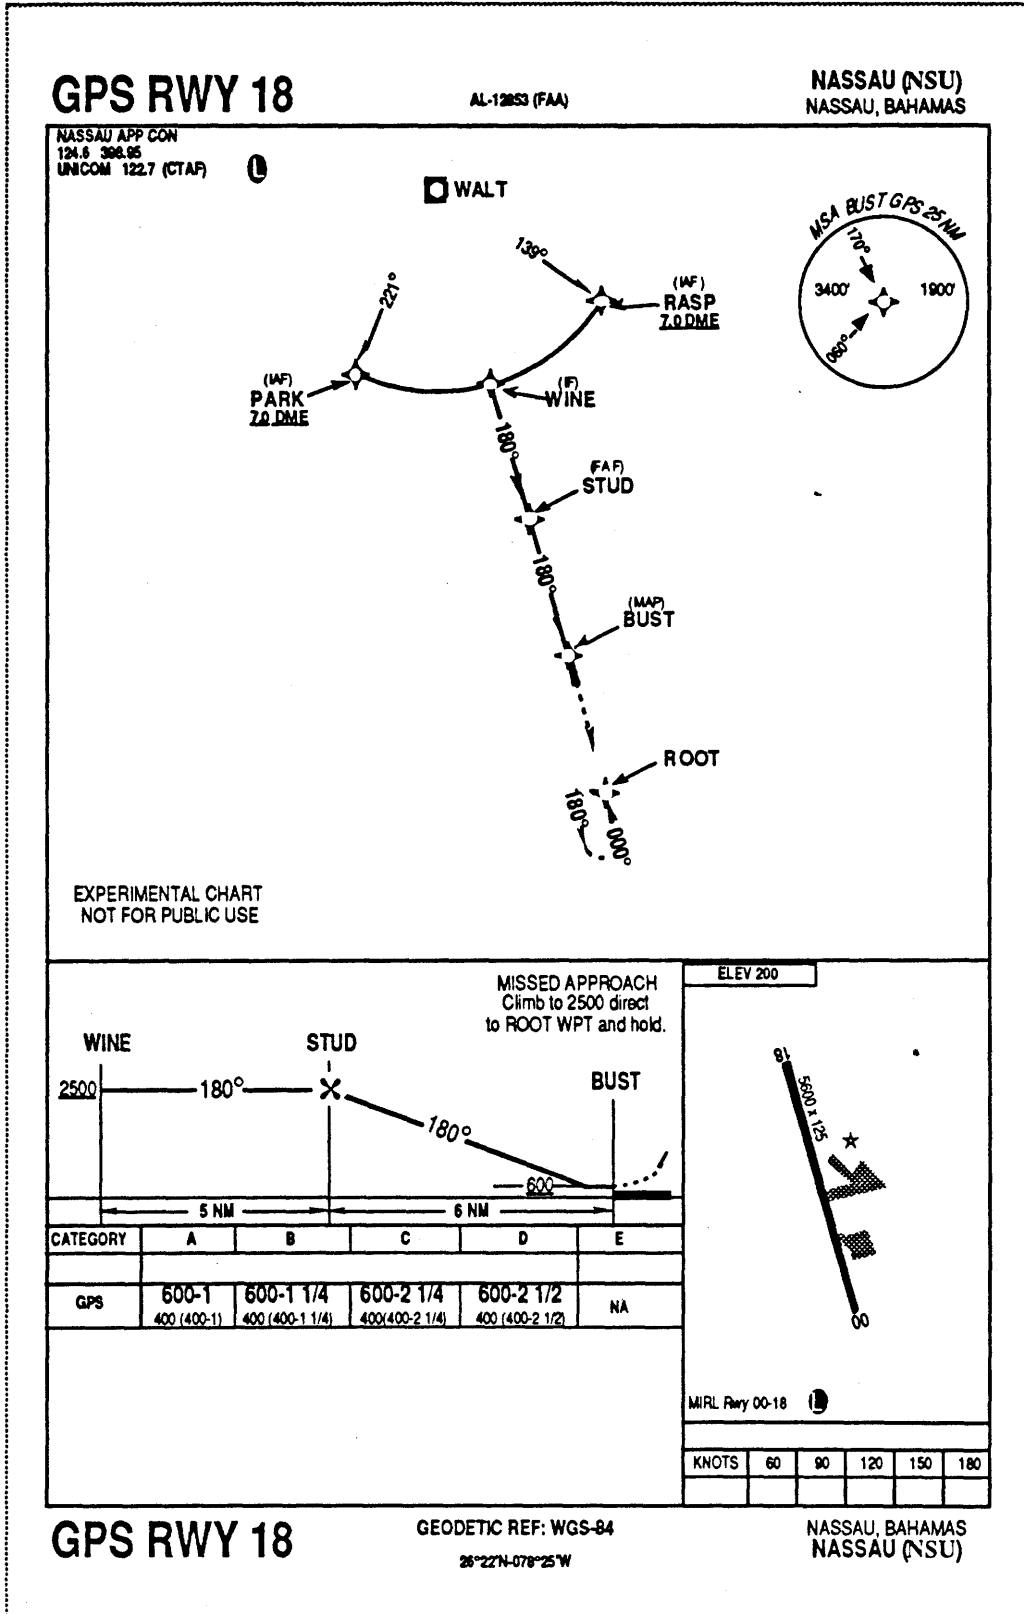 GPS RWY 18
AL-12853 (FAA)
NASSAU (NSU)
NASSAU, BAHAMAS
NASSAU APP CON
124.6 398.95
UNICOM 122.7 (CTAF)
L
WALT
MSA BUST GPS 25 NM
170°
3400'
1900'
060°
139°
(IAF)
RASP
7.0 DME
221°
(IAF)
PARK
7.0 DME
(IF)
WINE
180°
(FAF)
STUD
180°
(MAP)
BUST
ROOT
180°
000°
EXPERIMENTAL CHART
NOT FOR PUBLIC USE
MISSED APPROACH
Climb to 2500 direct
to ROOT WPT and hold.
WINE
STUD
BUST
2500
180°
180°
600
5 NM
6 NM
CATEGORY A B C D E
GPS
600-1 600-1 1/4 600-2 1/4 600-2 1/2
NA
400 (400-1) 400 (400-1 1/4) 400(400-2 1/4) 400 (400-2 1/2)
ELEV 200
18
5600 x 125
00
MIRL Rwy 00-18 L
KNOTS 60 90 120 150 180
GPS RWY 18
GEODETIC REF: WGS-84
26°22'N-078°25'W
NASSAU, BAHAMAS
NASSAU (NSU)